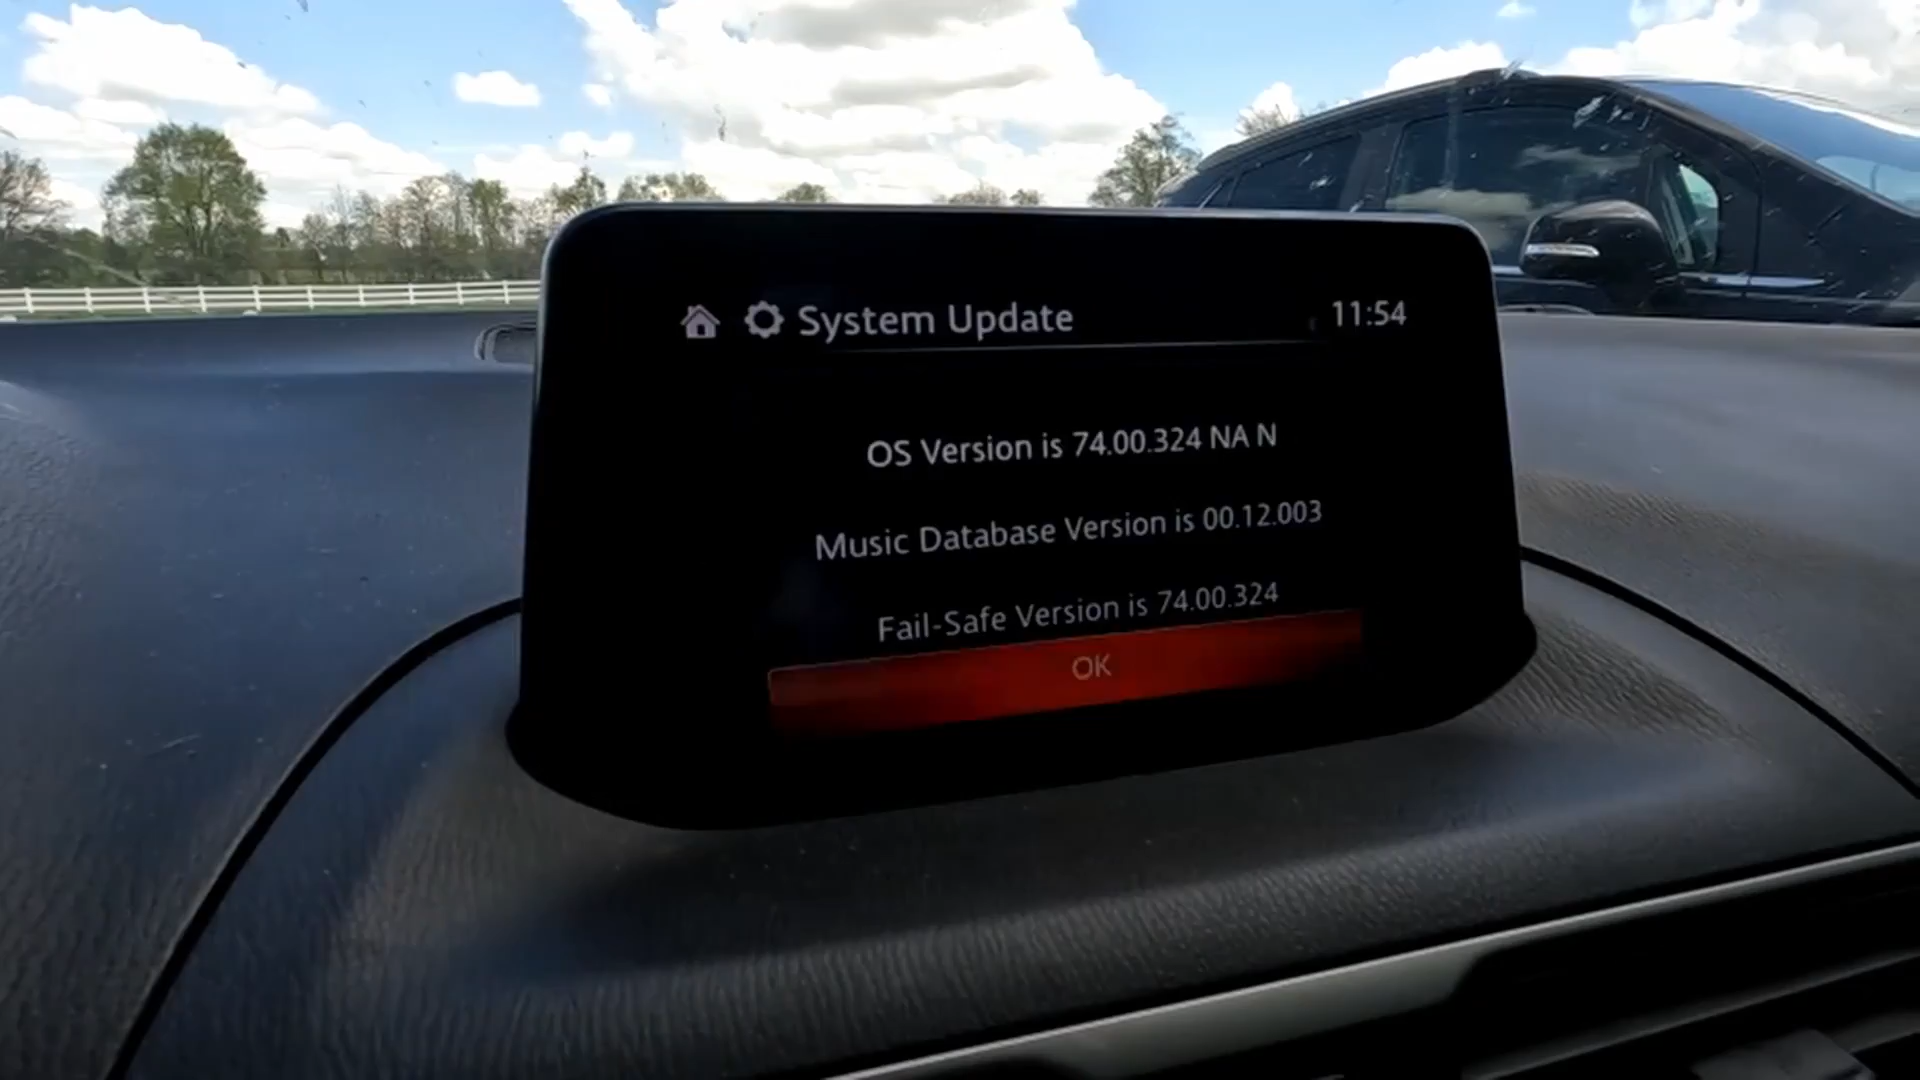 System Update
11:54
OS Version is 74.00.324 NA N
Music Database Version is 00.12.003
Fail-Safe Version is 74.00.324
OK